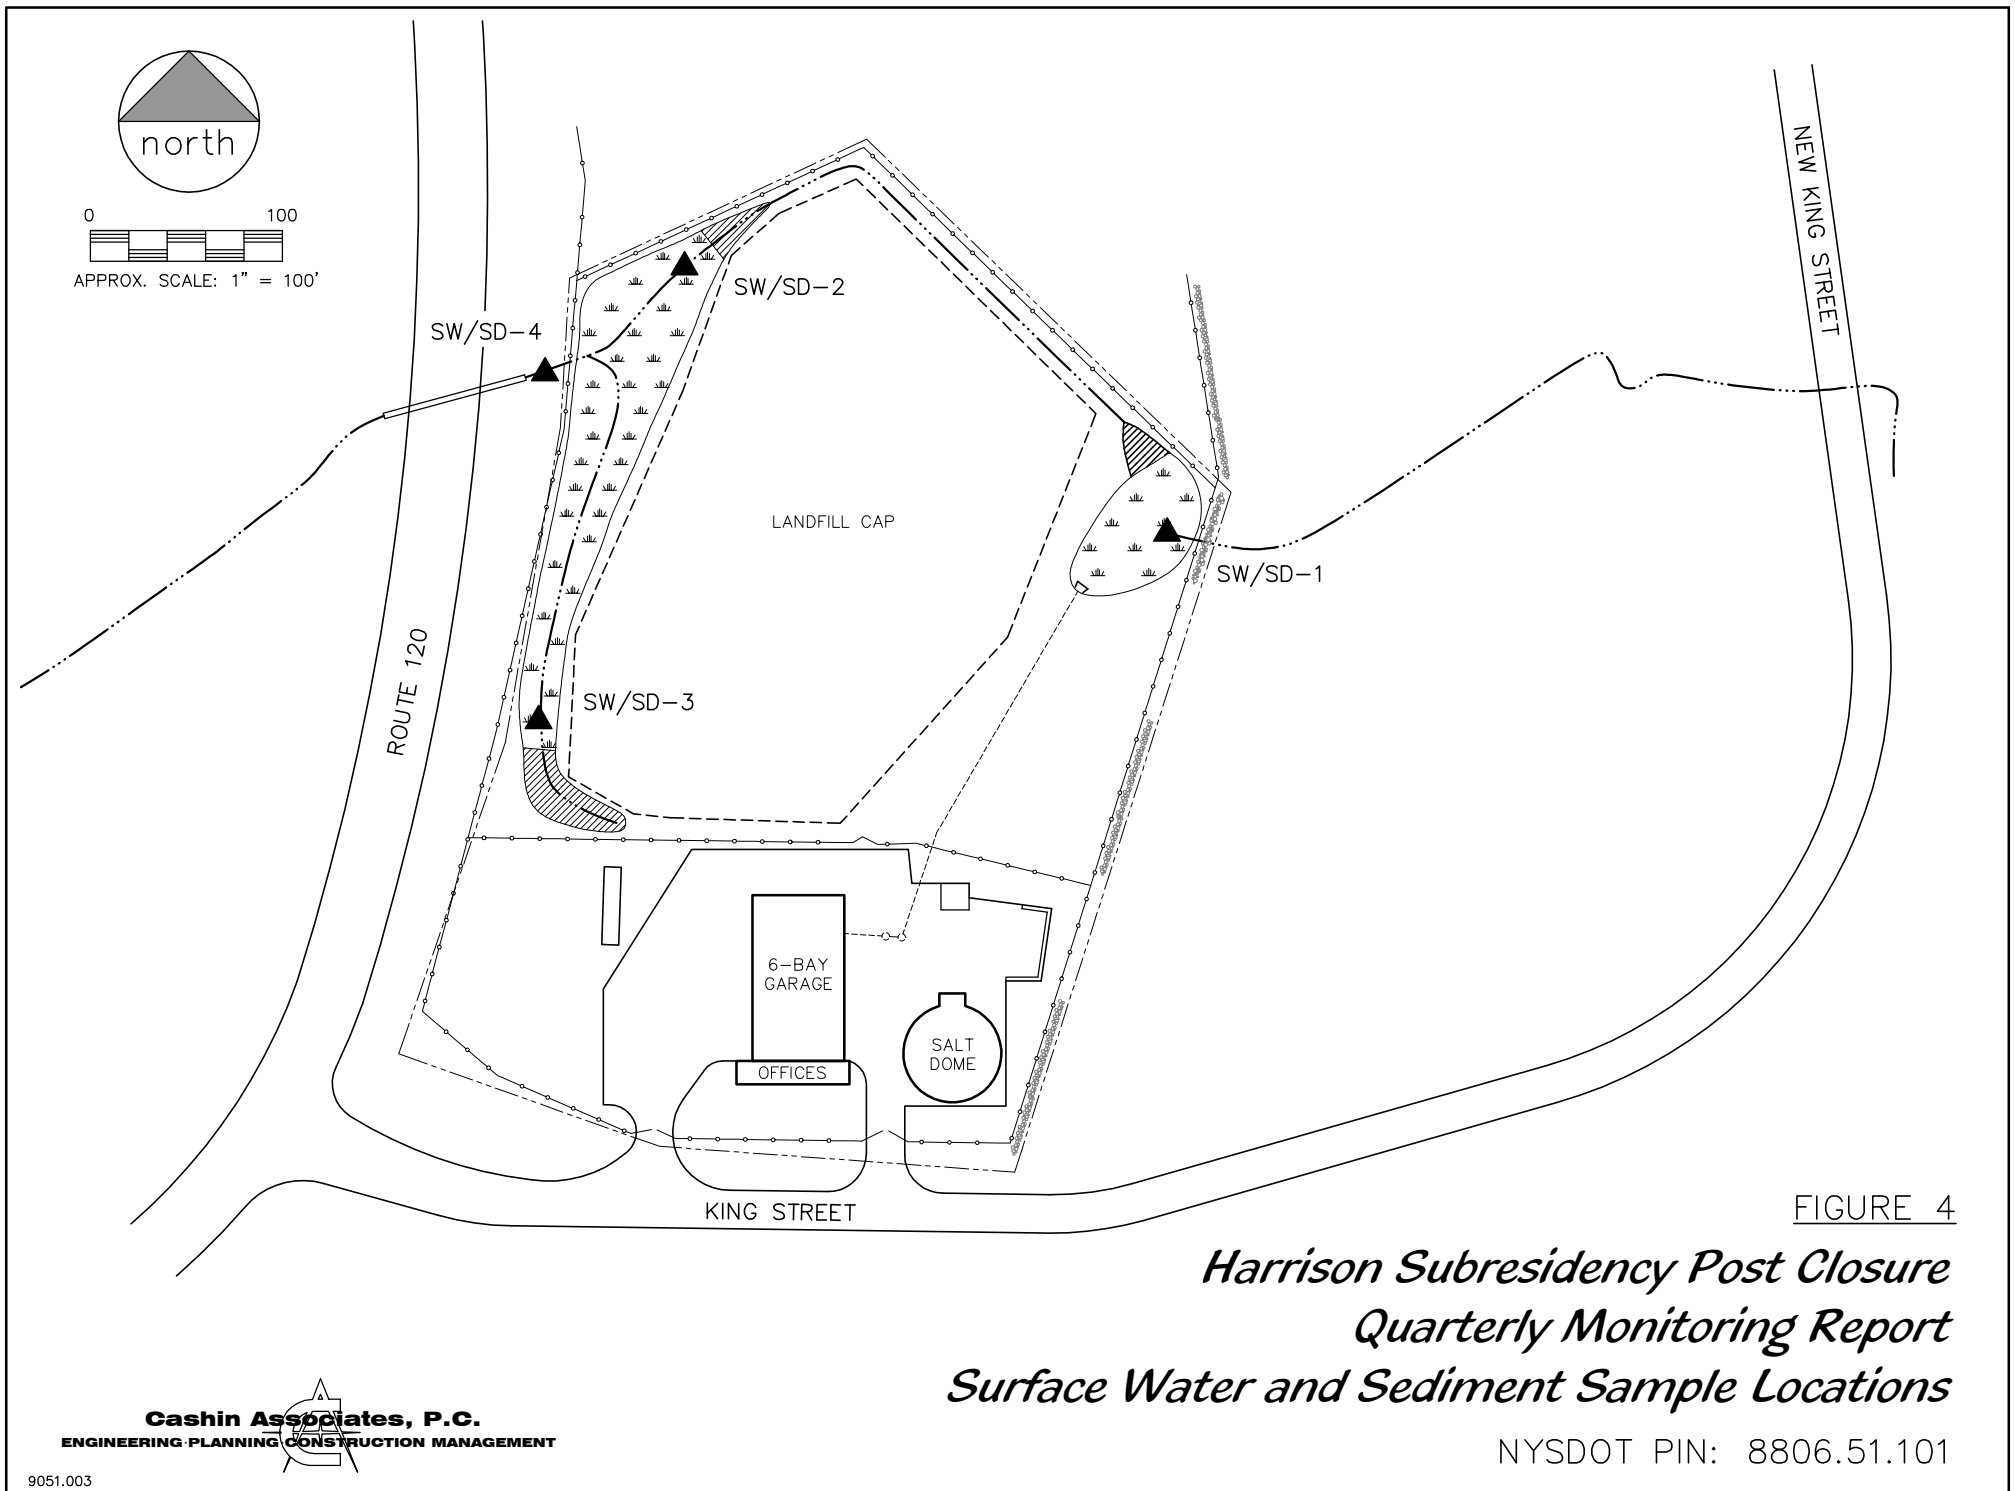 north
0 100
APPROX. SCALE: 1" = 100'
NEW KING STREET
SW/SD-2
SW/SD-4
LANDFILL CAP
SW/SD-1
ROUTE 120
SW/SD-3
6-BAY
GARAGE
SALT
DOME
OFFICES
KING STREET
FIGURE 4
Harrison Subresidency Post Closure
Quarterly Monitoring Report
Surface Water and Sediment Sample Locations
NYSDOT PIN: 8806.51.101
Cashin Associates, P.C.
ENGINEERING·PLANNING·CONSTRUCTION MANAGEMENT
CA
9051.003